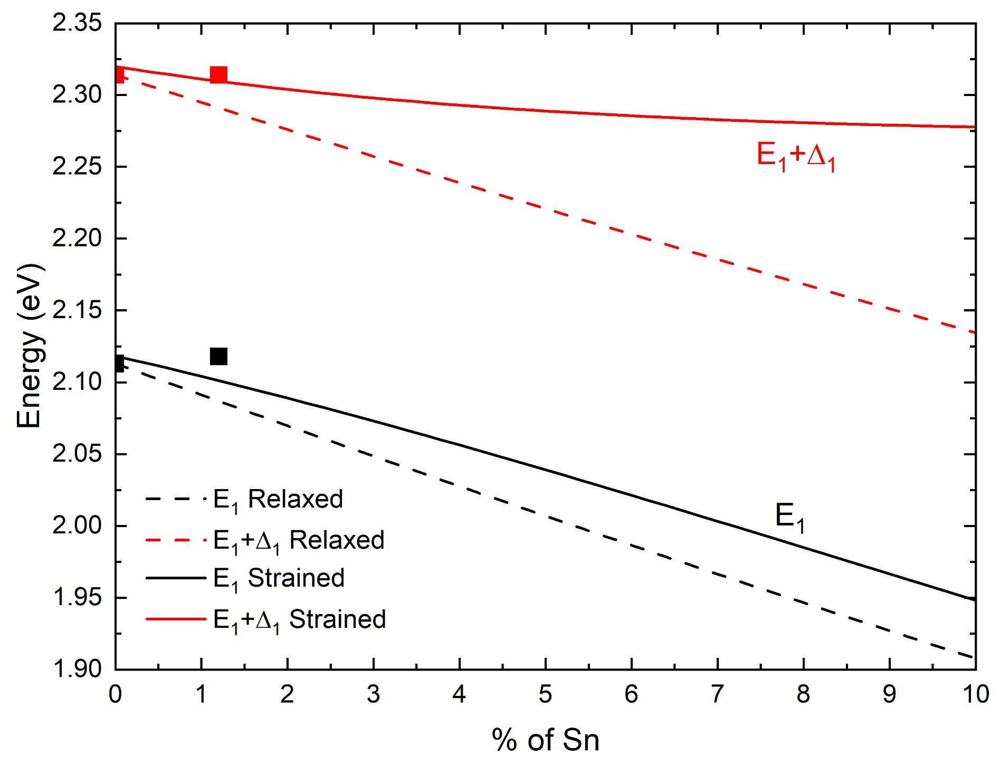 2.35
2.30
2.25
2.20
2.15
2.10
2.05
2.00
1.95
1.90
Energy (eV)
E₁+Δ₁
E₁
E₁ Relaxed
E₁+Δ₁ Relaxed
E₁ Strained
E₁+Δ₁ Strained
0 1 2 3 4 5 6 7 8 9 10
% of Sn